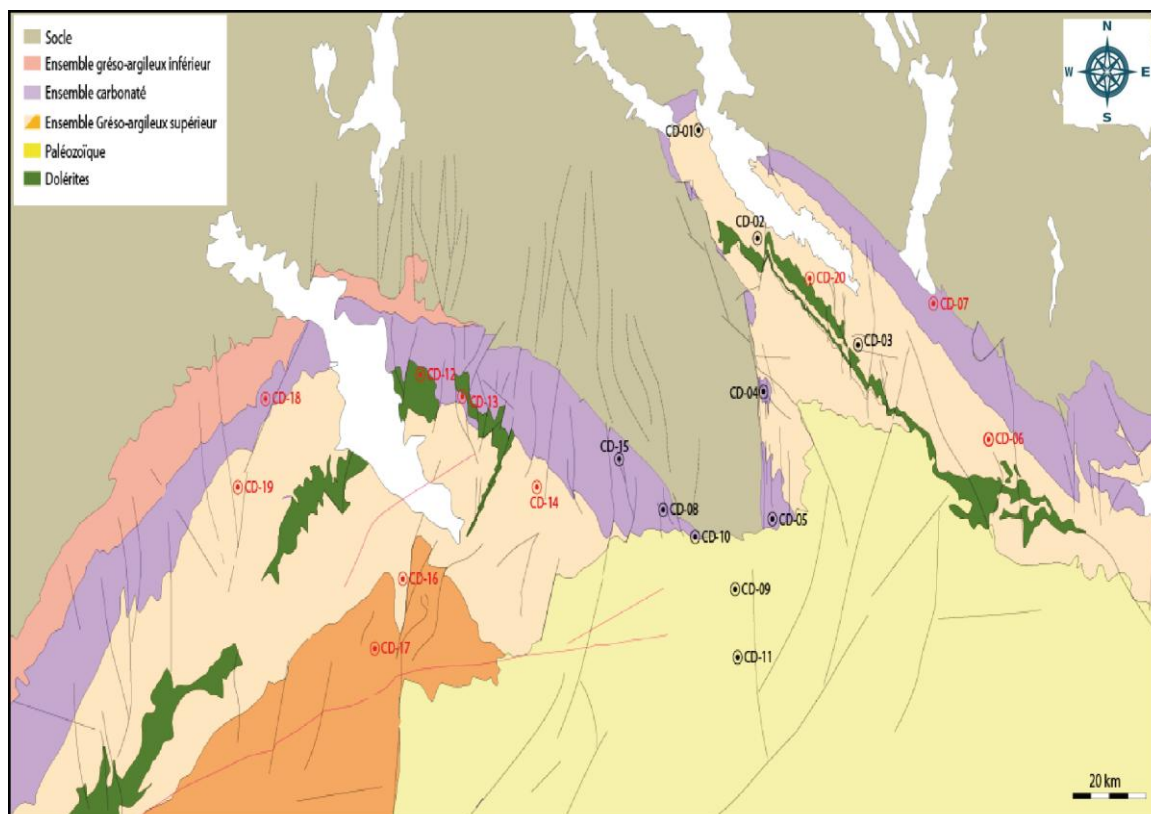 Socle
Ensemble gréso-argileux inférieur
Ensemble carbonaté
Ensemble Gréso-argileux supérieur
Paléozoïque
Dolérites
N
W E
S
CD-01
CD-02
CD-20
CD-07
CD-03
CD-12
CD-13
CD-18
CD-04
CD-06
CD-15
CD-19
CD-14
CD-08
CD-05
CD-10
CD-16
CD-09
CD-17
CD-11
20 km